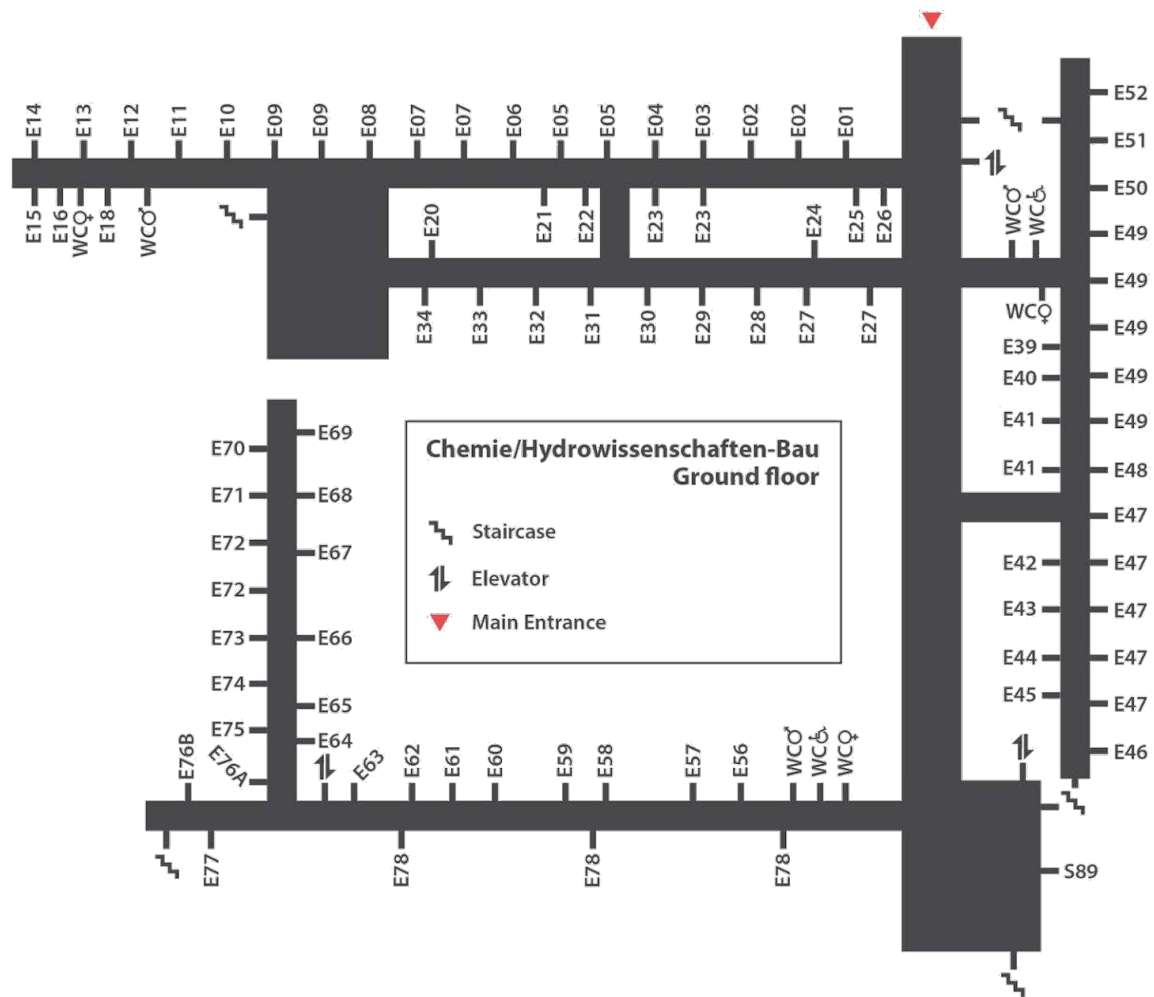 E14
E13
E12
E11
E10
E09
E09
E08
E07
E07
E06
E05
E05
E04
E03
E02
E02
E01
E15
E16
WC♀
E18
WC♂
E20
E21
E22
E23
E23
E24
E25
E26
E34
E33
E32
E31
E30
E29
E28
E27
E27
WC♂
WC♿
WC♀
E52
E51
E50
E49
E49
E49
E49
E49
E48
E47
E47
E47
E47
E47
E46
E39
E40
E41
E41
E42
E43
E44
E45
Chemie/Hydrowissenschaften-Bau
Ground floor
Staircase
Elevator
Main Entrance
E70
E71
E72
E72
E73
E74
E75
E76A
E76B
E69
E68
E67
E66
E65
E64
E63
E62
E61
E60
E59
E58
E57
E56
WC♂
WC♿
WC♀
E77
E78
E78
E78
S89